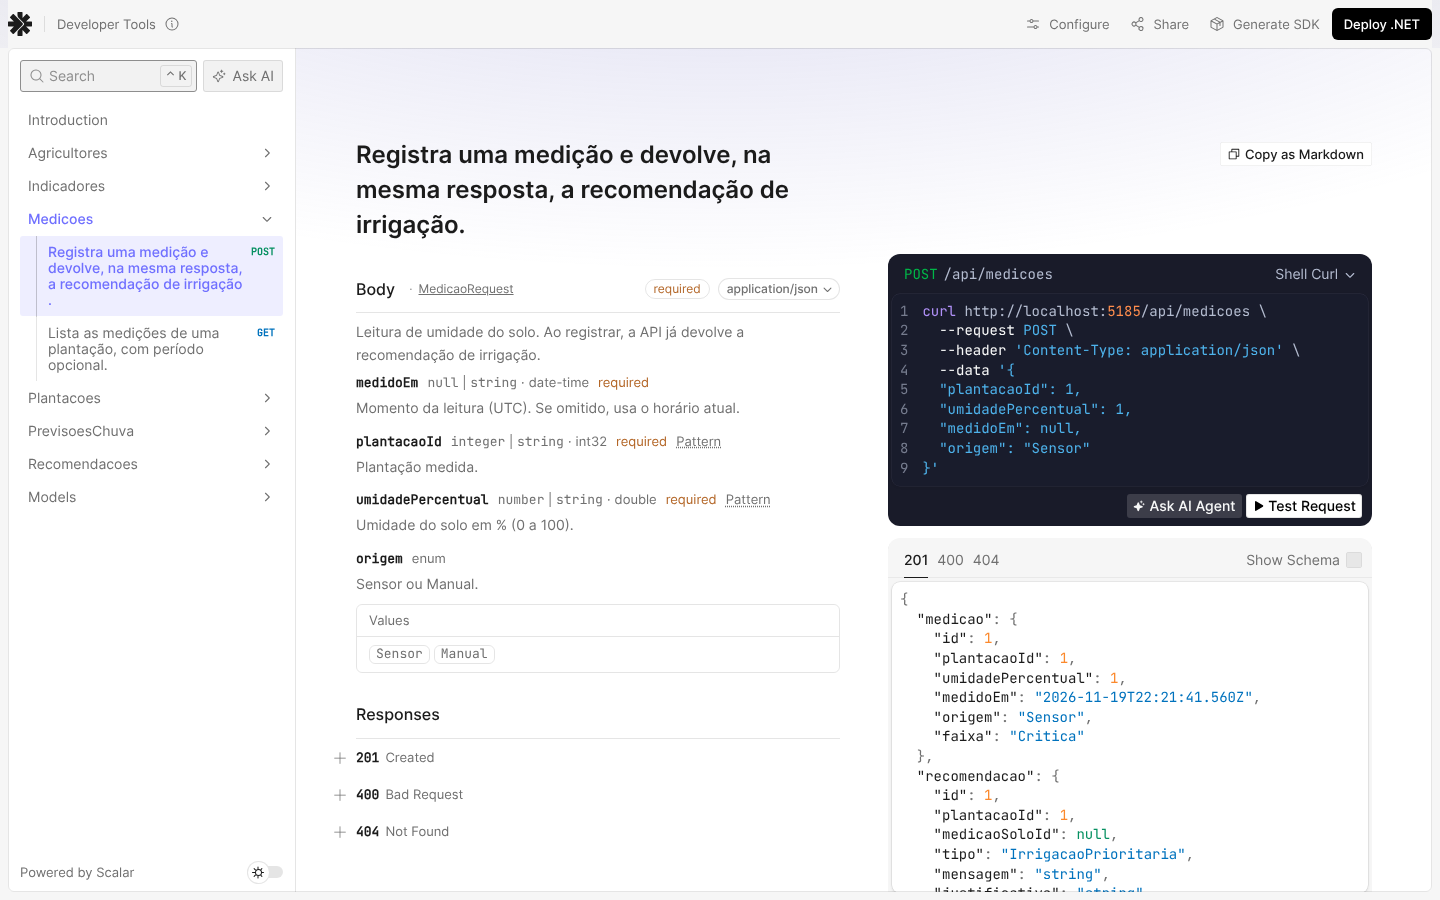 Developer Tools
Configure
Share
Generate SDK
Deploy .NET
Search
⌃ K
Ask AI
Introduction
Agricultores
Indicadores
Medicoes
Registra uma medição e
devolve, na mesma resposta,
a recomendação de irrigação
.
POST
Lista as medições de uma
plantação, com período
opcional.
GET
Plantacoes
PrevisoesChuva
Recomendacoes
Models
Powered by Scalar
Registra uma medição e devolve, na
mesma resposta, a recomendação de
irrigação.
Copy as Markdown
Body · MedicaoRequest
required
application/json
Leitura de umidade do solo. Ao registrar, a API já devolve a
recomendação de irrigação.
medidoEm null | string · date-time required
Momento da leitura (UTC). Se omitido, usa o horário atual.
plantacaoId integer | string · int32 required Pattern
Plantação medida.
umidadePercentual number | string · double required Pattern
Umidade do solo em % (0 a 100).
origem enum
Sensor ou Manual.
Values
Sensor Manual
Responses
201 Created
400 Bad Request
404 Not Found
POST /api/medicoes
Shell Curl
1 curl http://localhost:5185/api/medicoes \
2 --request POST \
3 --header 'Content-Type: application/json' \
4 --data '{
5 "plantacaoId": 1,
6 "umidadePercentual": 1,
7 "medidoEm": null,
8 "origem": "Sensor"
9 }'
Ask AI Agent
Test Request
201 400 404
Show Schema
{
"medicao": {
"id": 1,
"plantacaoId": 1,
"umidadePercentual": 1,
"medidoEm": "2026-11-19T22:21:41.560Z",
"origem": "Sensor",
"faixa": "Critica"
},
"recomendacao": {
"id": 1,
"plantacaoId": 1,
"medicaoSoloId": null,
"tipo": "IrrigacaoPrioritaria",
"mensagem": "string",
"justificativa": "string",